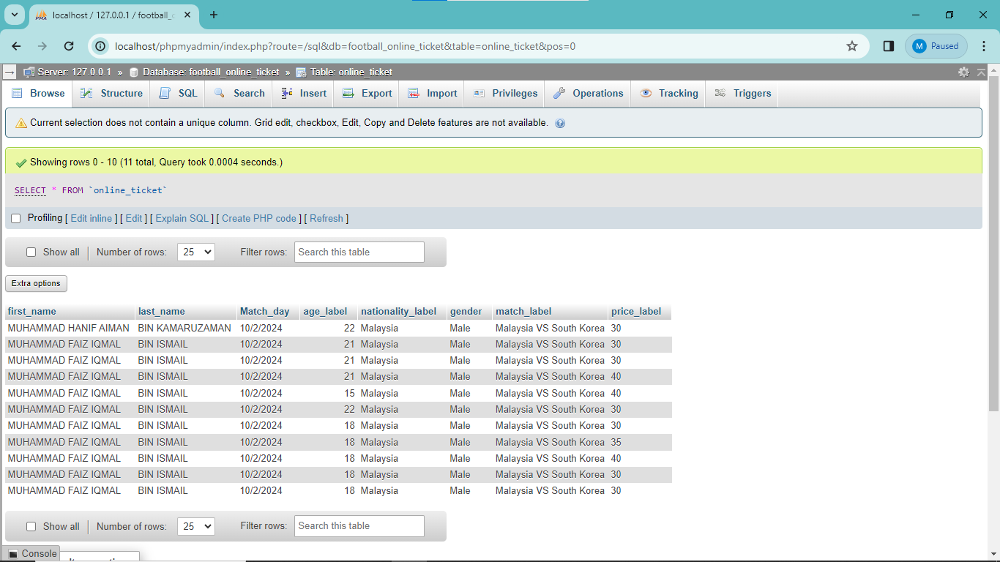 localhost / 127.0.0.1 / football_o
localhost/phpmyadmin/index.php?route=/sql&db=football_online_ticket&table=online_ticket&pos=0
M Paused
Server: 127.0.0.1 » Database: football_online_ticket » Table: online_ticket
Browse Structure SQL Search Insert Export Import Privileges Operations Tracking Triggers
Current selection does not contain a unique column. Grid edit, checkbox, Edit, Copy and Delete features are not available.
Showing rows 0 - 10 (11 total, Query took 0.0004 seconds.)
SELECT * FROM `online_ticket`
Profiling [ Edit inline ] [ Edit ] [ Explain SQL ] [ Create PHP code ] [ Refresh ]
Show all | Number of rows: 25 Filter rows: Search this table
Extra options
first_name last_name Match_day age_label nationality_label gender match_label price_label
MUHAMMAD HANIF AIMAN BIN KAMARUZAMAN 10/2/2024 22 Malaysia Male Malaysia VS South Korea 30
MUHAMMAD FAIZ IQMAL BIN ISMAIL 10/2/2024 21 Malaysia Male Malaysia VS South Korea 30
MUHAMMAD FAIZ IQMAL BIN ISMAIL 10/2/2024 21 Malaysia Male Malaysia VS South Korea 30
MUHAMMAD FAIZ IQMAL BIN ISMAIL 10/2/2024 21 Malaysia Male Malaysia VS South Korea 40
MUHAMMAD FAIZ IQMAL BIN ISMAIL 10/2/2024 15 Malaysia Male Malaysia VS South Korea 40
MUHAMMAD FAIZ IQMAL BIN ISMAIL 10/2/2024 22 Malaysia Male Malaysia VS South Korea 30
MUHAMMAD FAIZ IQMAL BIN ISMAIL 10/2/2024 18 Malaysia Male Malaysia VS South Korea 30
MUHAMMAD FAIZ IQMAL BIN ISMAIL 10/2/2024 18 Malaysia Male Malaysia VS South Korea 35
MUHAMMAD FAIZ IQMAL BIN ISMAIL 10/2/2024 18 Malaysia Male Malaysia VS South Korea 40
MUHAMMAD FAIZ IQMAL BIN ISMAIL 10/2/2024 18 Malaysia Male Malaysia VS South Korea 30
MUHAMMAD FAIZ IQMAL BIN ISMAIL 10/2/2024 18 Malaysia Male Malaysia VS South Korea 30
Show all | Number of rows: 25 Filter rows: Search this table
Console